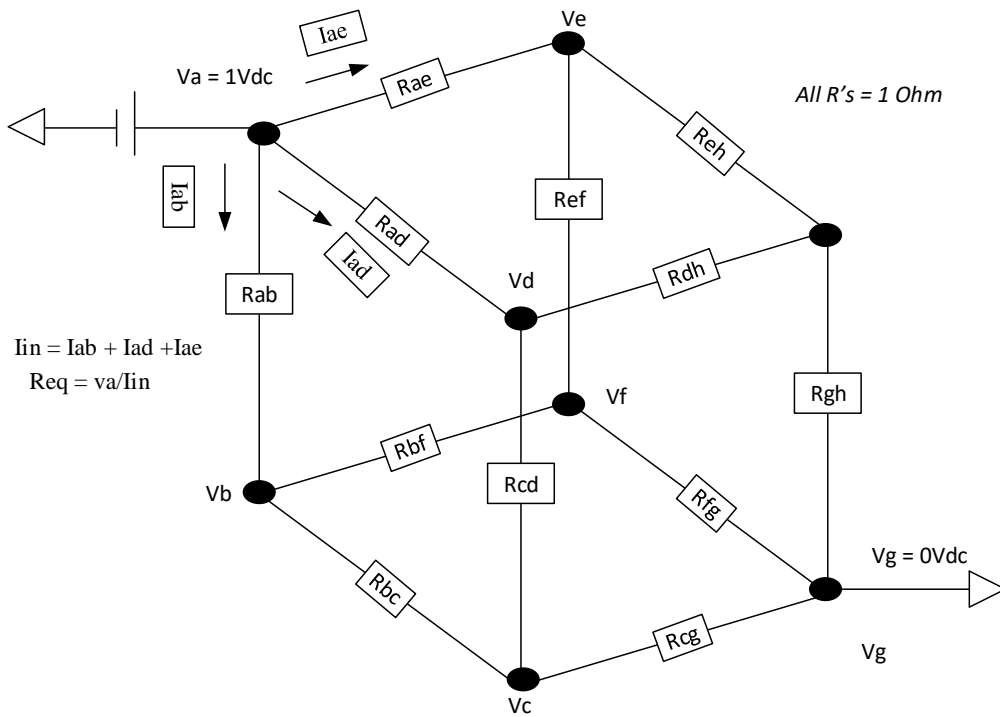 Ve
Iae
Va = 1Vdc
Rae
All R's = 1 Ohm
Reh
Iab
Ref
Rad
Iad
Rdh
Vd
Rab
Iin = Iab + Iad +Iae
Req = va/Iin
Rgh
Vf
Rbf
Rcd
Vb
Rfg
Vg = 0Vdc
Rbc
Rcg
Vg
Vc